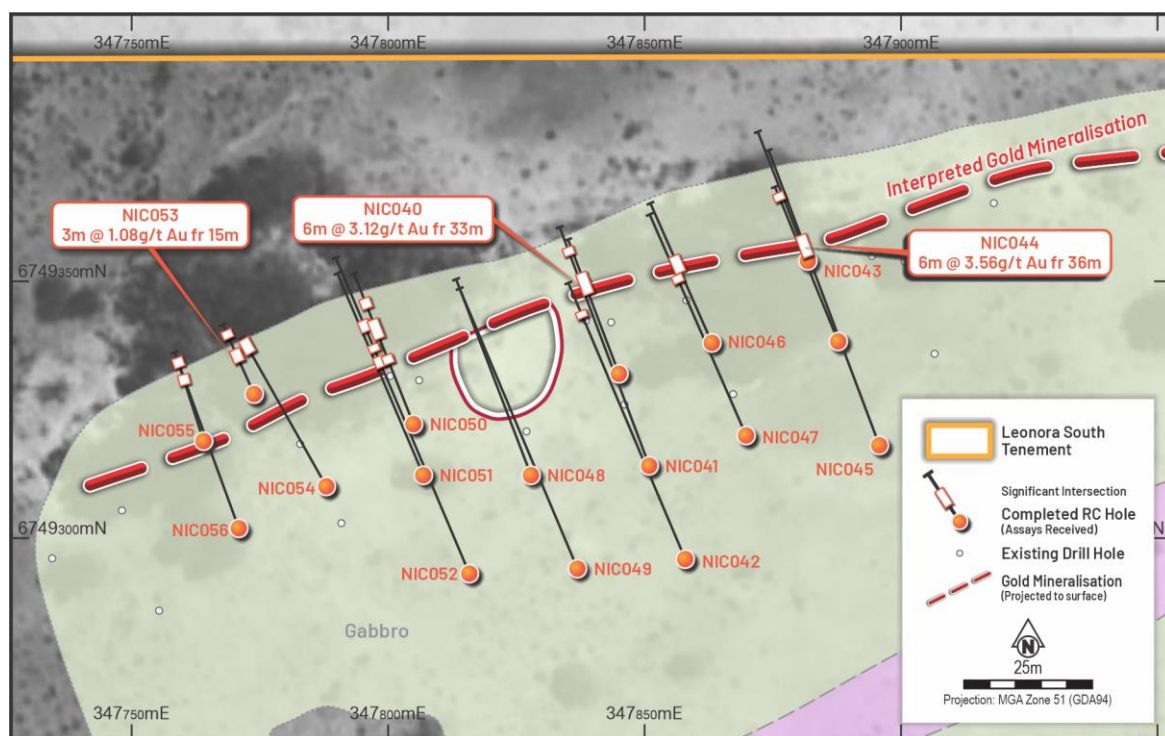 347750mE
347800mE
347850mE
347900mE
Interpreted Gold Mineralisation
NIC053
3m @ 1.08g/t Au fr 15m
NIC040
6m @ 3.12g/t Au fr 33m
NIC044
6m @ 3.56g/t Au fr 36m
6749350mN
NIC043
NIC046
NIC055
NIC050
NIC047
NIC045
NIC054
NIC051
NIC048
NIC041
6749300mN
N
NIC056
NIC052
NIC049
NIC042
Gabbro
Leonora South
Tenement
Significant Intersection
Completed RC Hole
(Assays Received)
Existing Drill Hole
Gold Mineralisation
(Projected to surface)
N
25m
Projection: MGA Zone 51 (GDA94)
347750mE
347800mE
347850mE